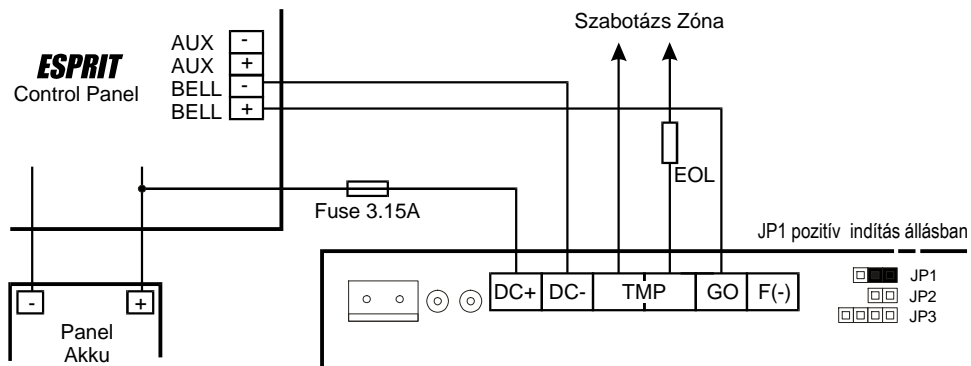 Szabotázs Zóna
AUX -
AUX +
BELL -
BELL +
ESPRIT
Control Panel
EOL
Fuse 3.15A
JP1 pozitív indítás állásban
DC+ DC- TMP GO F(-)
JP1
JP2
JP3
- +
Panel
Akku